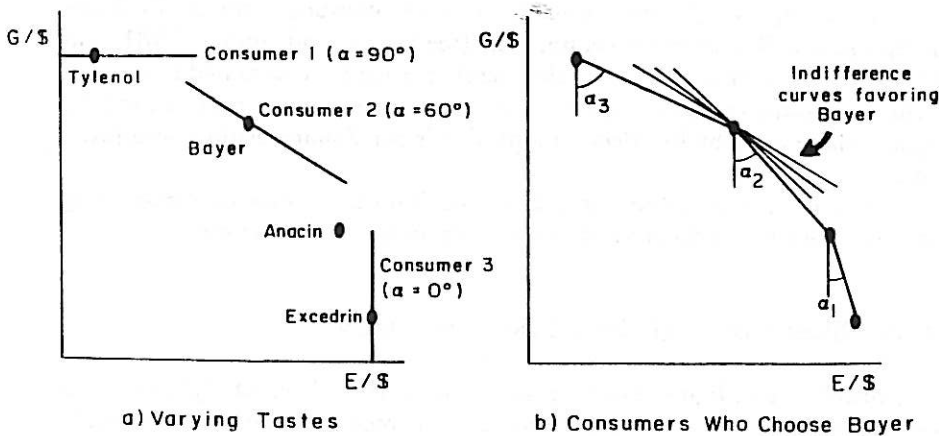 G/$
Consumer 1 (α=90°)
Tylenol
Consumer 2 (α=60°)
Bayer
Anacin
Consumer 3
(α=0°)
Excedrin
E/$
a) Varying Tastes
G/$
α3
Indifference
curves favoring
Bayer
α2
α1
E/$
b) Consumers Who Choose Bayer